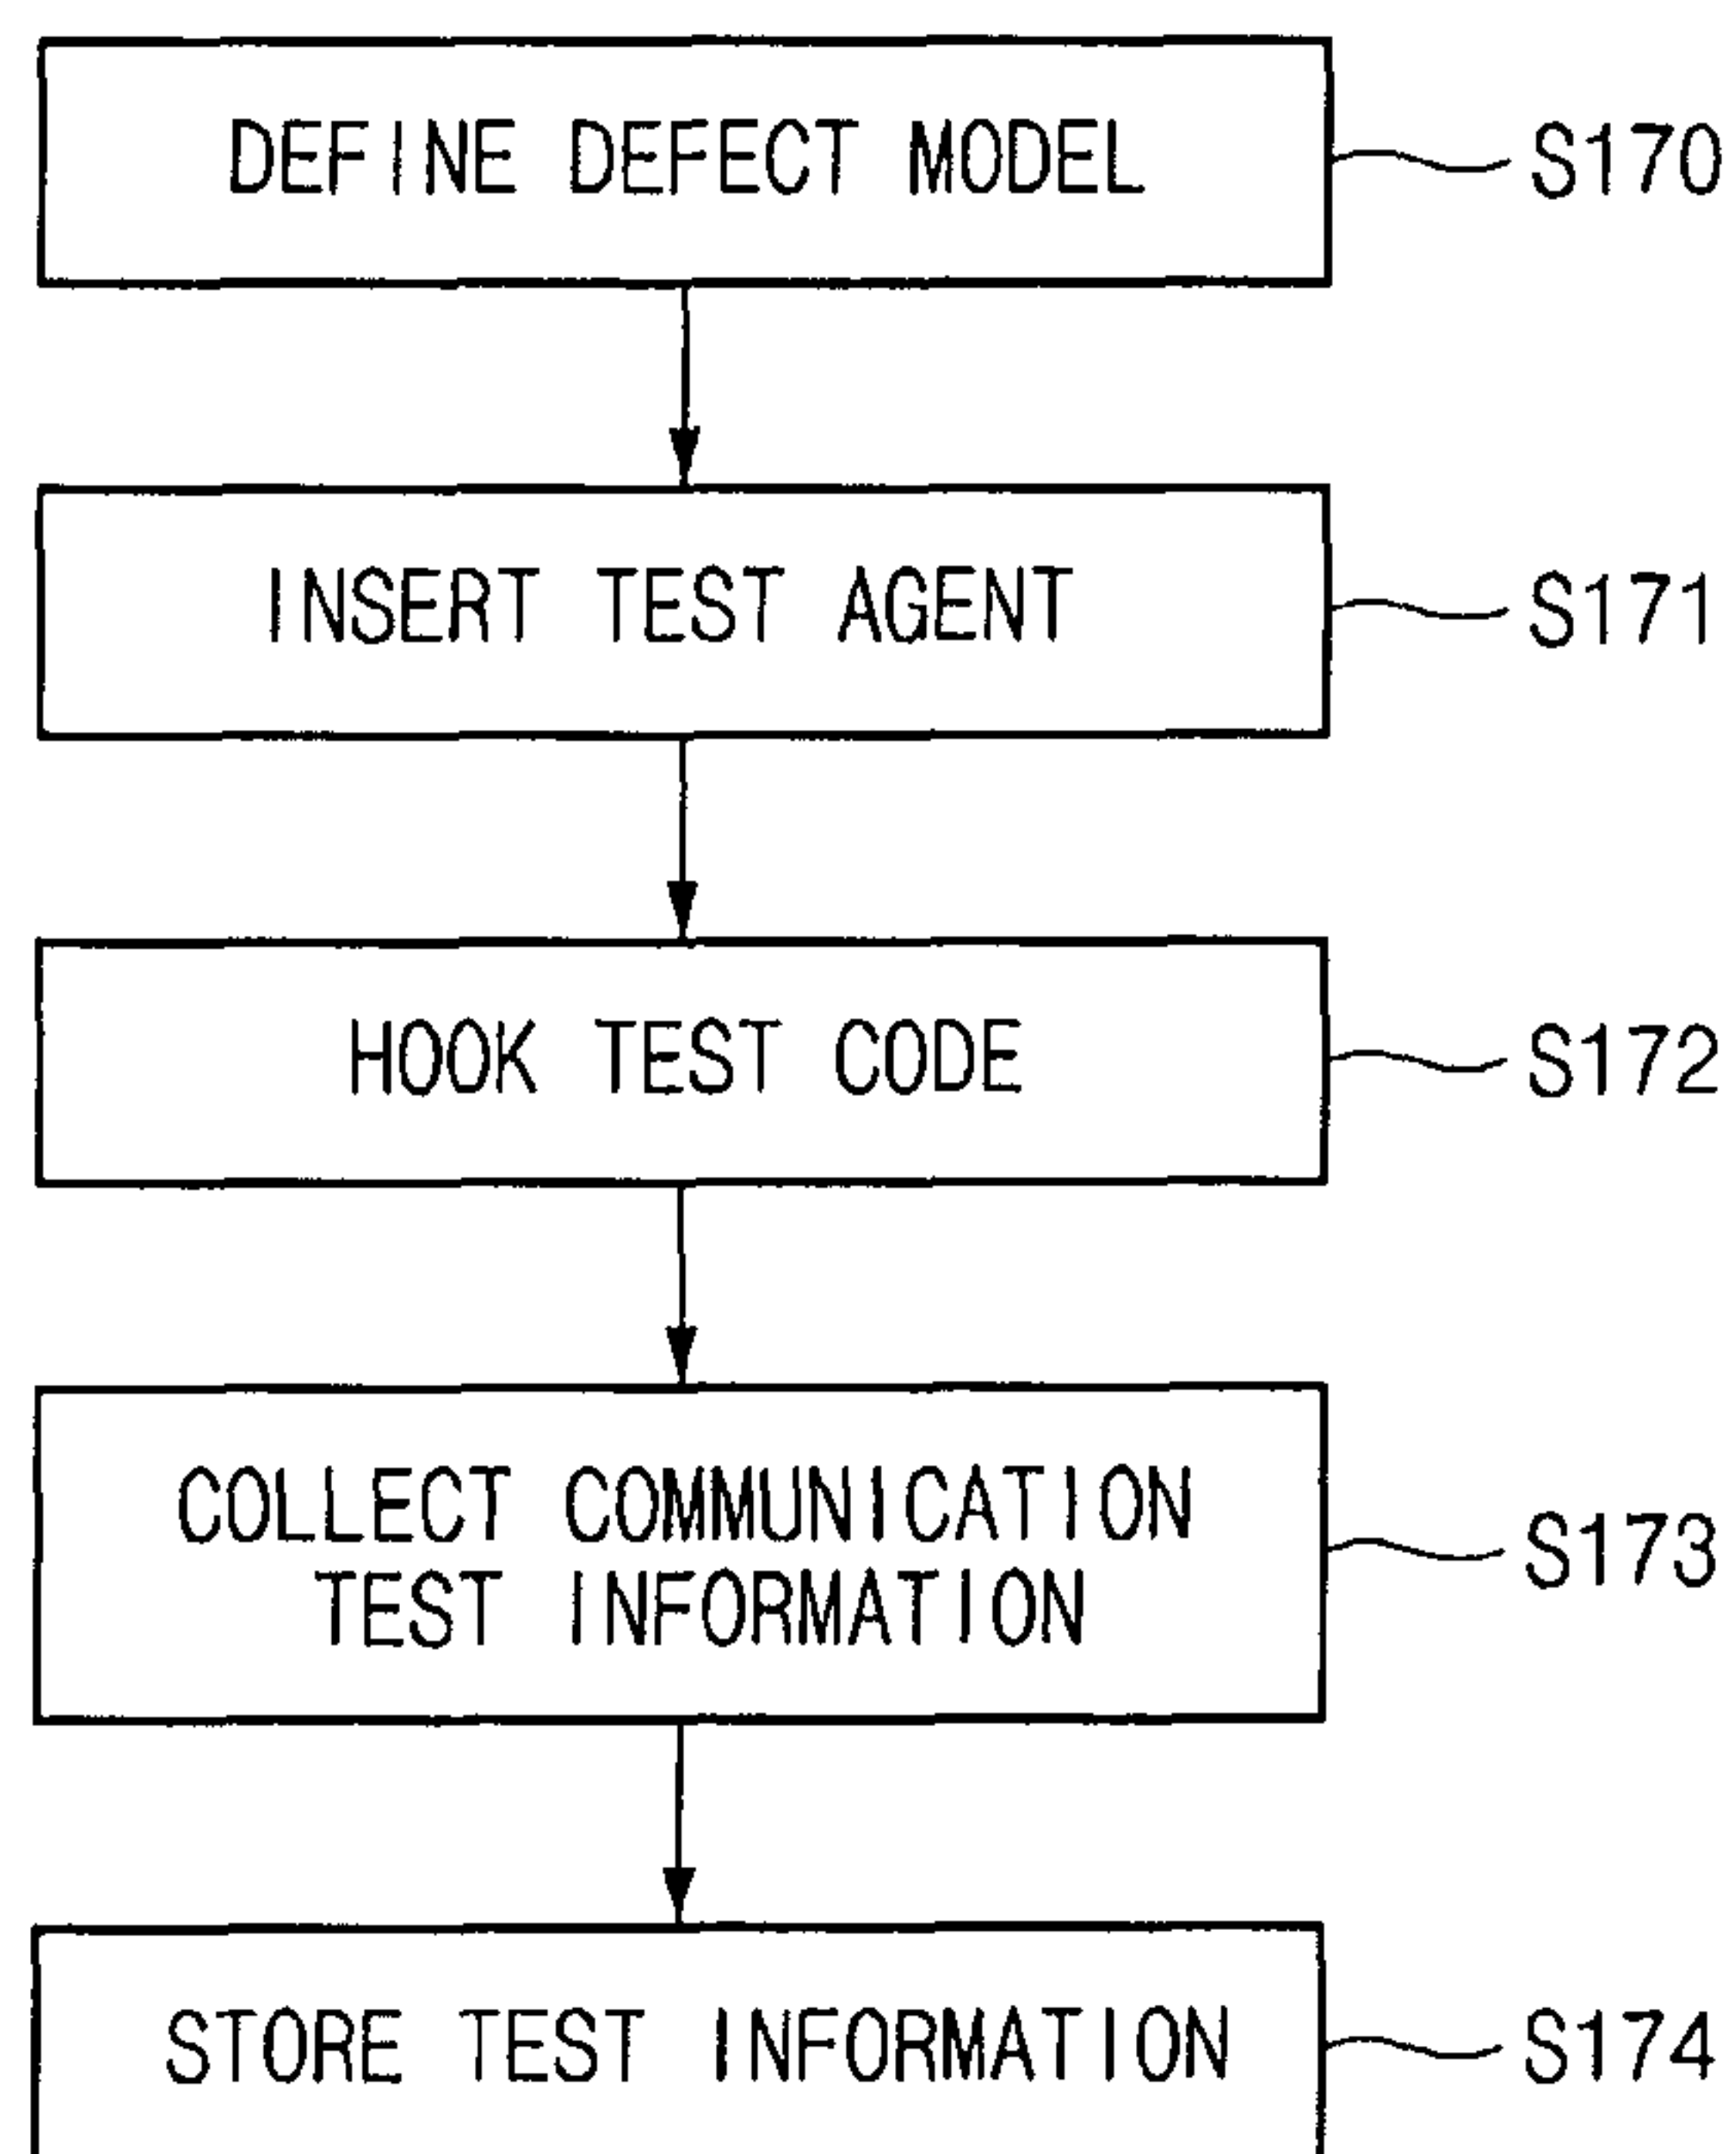 DEFINE DEFECT MODEL
S170
INSERT TEST AGENT
S171
HOOK TEST CODE
S172
COLLECT COMMUNICATION
TEST INFORMATION
S173
STORE TEST INFORMATION
S174